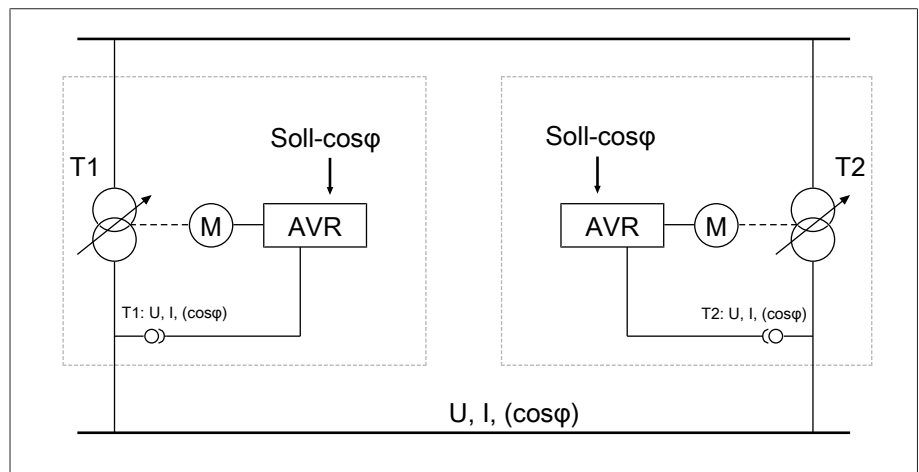 Soll-cosφ
Soll-cosφ
T1
T2
M
AVR
AVR
M
T1: U, I, (cosφ)
T2: U, I, (cosφ)
U, I, (cosφ)